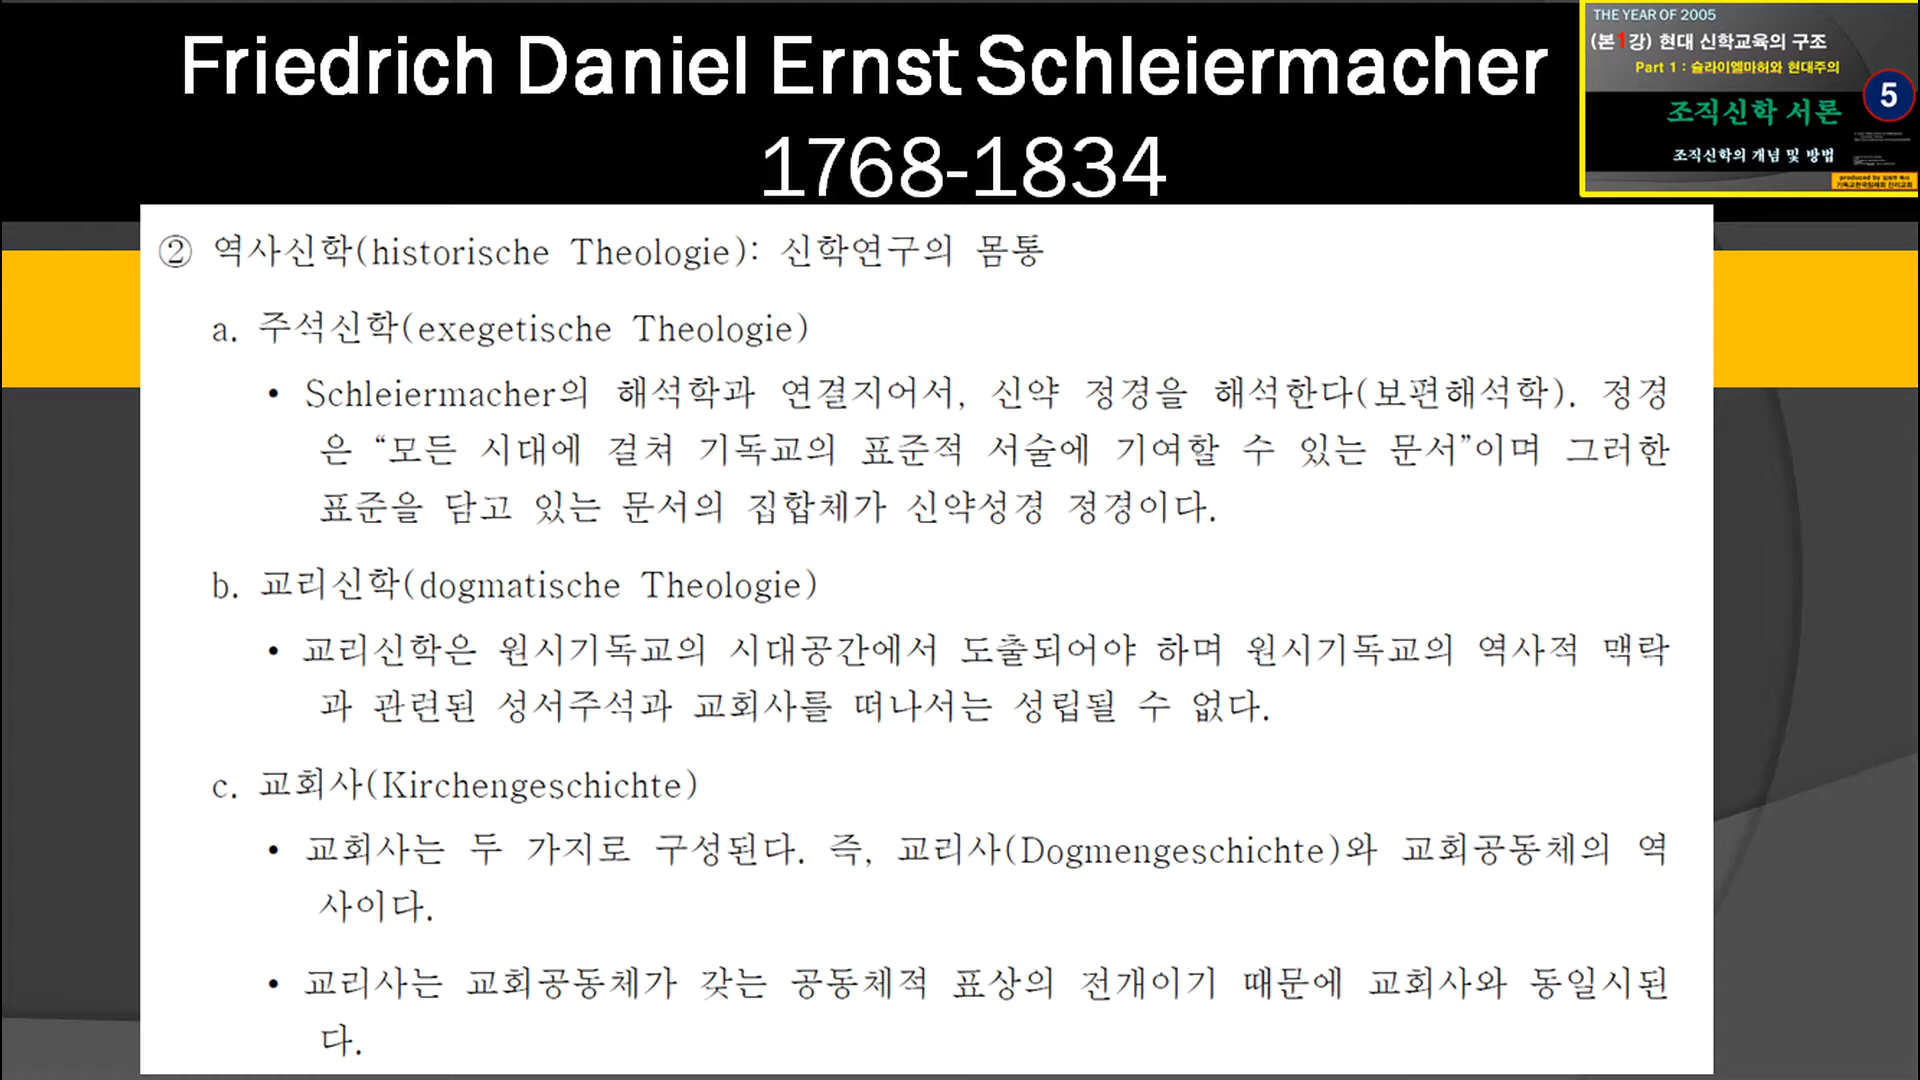 Friedrich Daniel Ernst Schleiermacher
1768-1834
THE YEAR OF 2005
(본1강) 현대 신학교육의 구조
Part 1 : 슐라이엘마허와 현대주의
5
조직신학 서론
조직신학의 개념 및 방법
produced by
기독교한국침례회 진리교회
② 역사신학(historische Theologie): 신학연구의 몸통
a. 주석신학(exegetische Theologie)
• Schleiermacher의 해석학과 연결지어서, 신약 정경을 해석한다(보편해석학). 정경
은 “모든 시대에 걸쳐 기독교의 표준적 서술에 기여할 수 있는 문서”이며 그러한
표준을 담고 있는 문서의 집합체가 신약성경 정경이다.
b. 교리신학(dogmatische Theologie)
• 교리신학은 원시기독교의 시대공간에서 도출되어야 하며 원시기독교의 역사적 맥락
과 관련된 성서주석과 교회사를 떠나서는 성립될 수 없다.
c. 교회사(Kirchengeschichte)
• 교회사는 두 가지로 구성된다. 즉, 교리사(Dogmengeschichte)와 교회공동체의 역
사이다.
• 교리사는 교회공동체가 갖는 공동체적 표상의 전개이기 때문에 교회사와 동일시된
다.